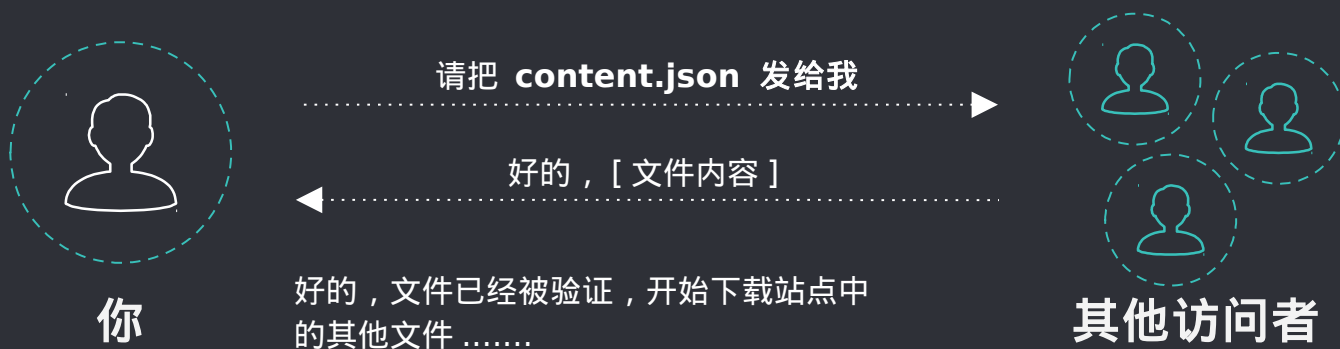 请把 content.json 发给我
好的，[ 文件内容 ]
好的，文件已经被验证，开始下载站点中
的其他文件 .......
你
其他访问者